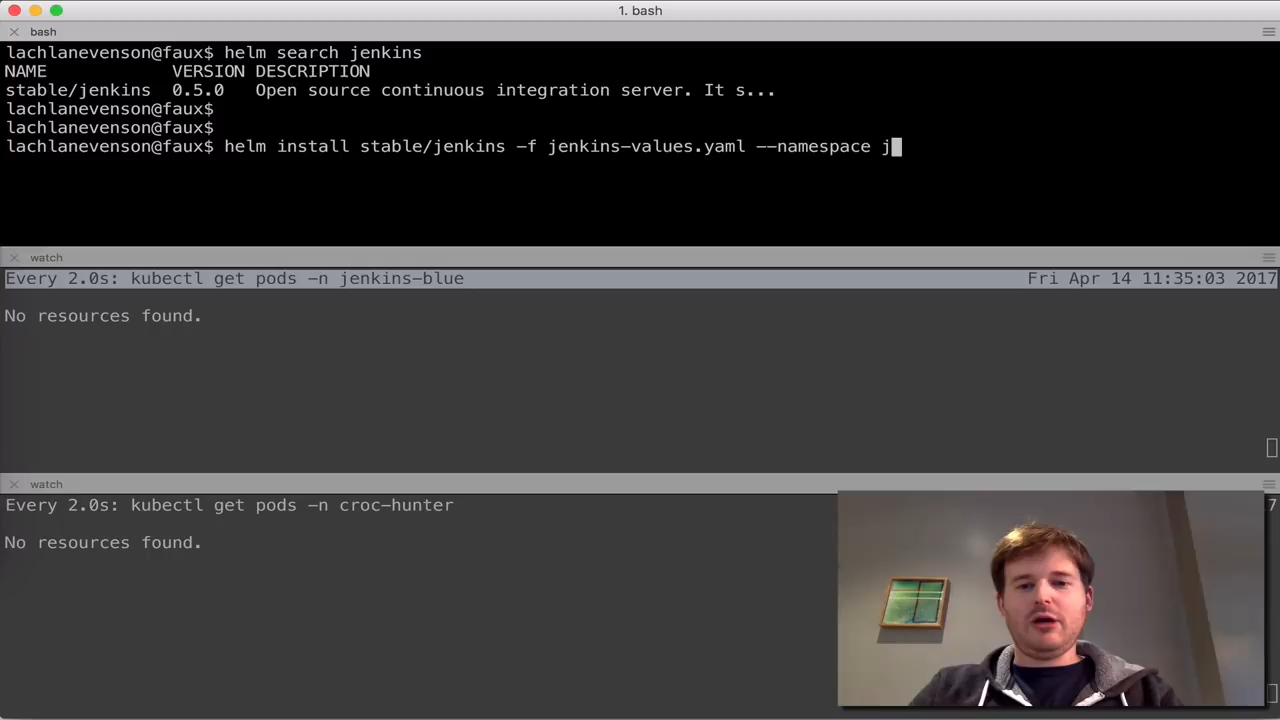 1. bash
bash
lachlanevenson@faux$ helm search jenkins
NAME VERSION DESCRIPTION
stable/jenkins 0.5.0 Open source continuous integration server. It s...
lachlanevenson@faux$
lachlanevenson@faux$
lachlanevenson@faux$ helm install stable/jenkins -f jenkins-values.yaml --namespace j
watch
Every 2.0s: kubectl get pods -n jenkins-blue Fri Apr 14 11:35:03 2017
No resources found.
watch
Every 2.0s: kubectl get pods -n croc-hunter 7
No resources found.